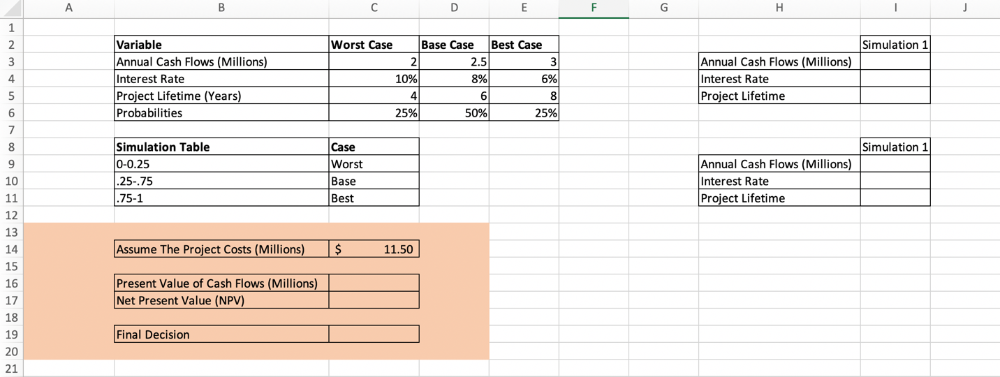 A B C D E F G H I J
1
2 Variable Worst Case Base Case Best Case Simulation 1
3 Annual Cash Flows (Millions) 2 2.5 3 Annual Cash Flows (Millions)
4 Interest Rate 10% 8% 6% Interest Rate
5 Project Lifetime (Years) 4 6 8 Project Lifetime
6 Probabilities 25% 50% 25%
7
8 Simulation Table Case Simulation 1
9 0-0.25 Worst Annual Cash Flows (Millions)
10 .25-.75 Base Interest Rate
11 .75-1 Best Project Lifetime
12
13
14 Assume The Project Costs (Millions) $ 11.50
15
16 Present Value of Cash Flows (Millions)
17 Net Present Value (NPV)
18
19 Final Decision
20
21